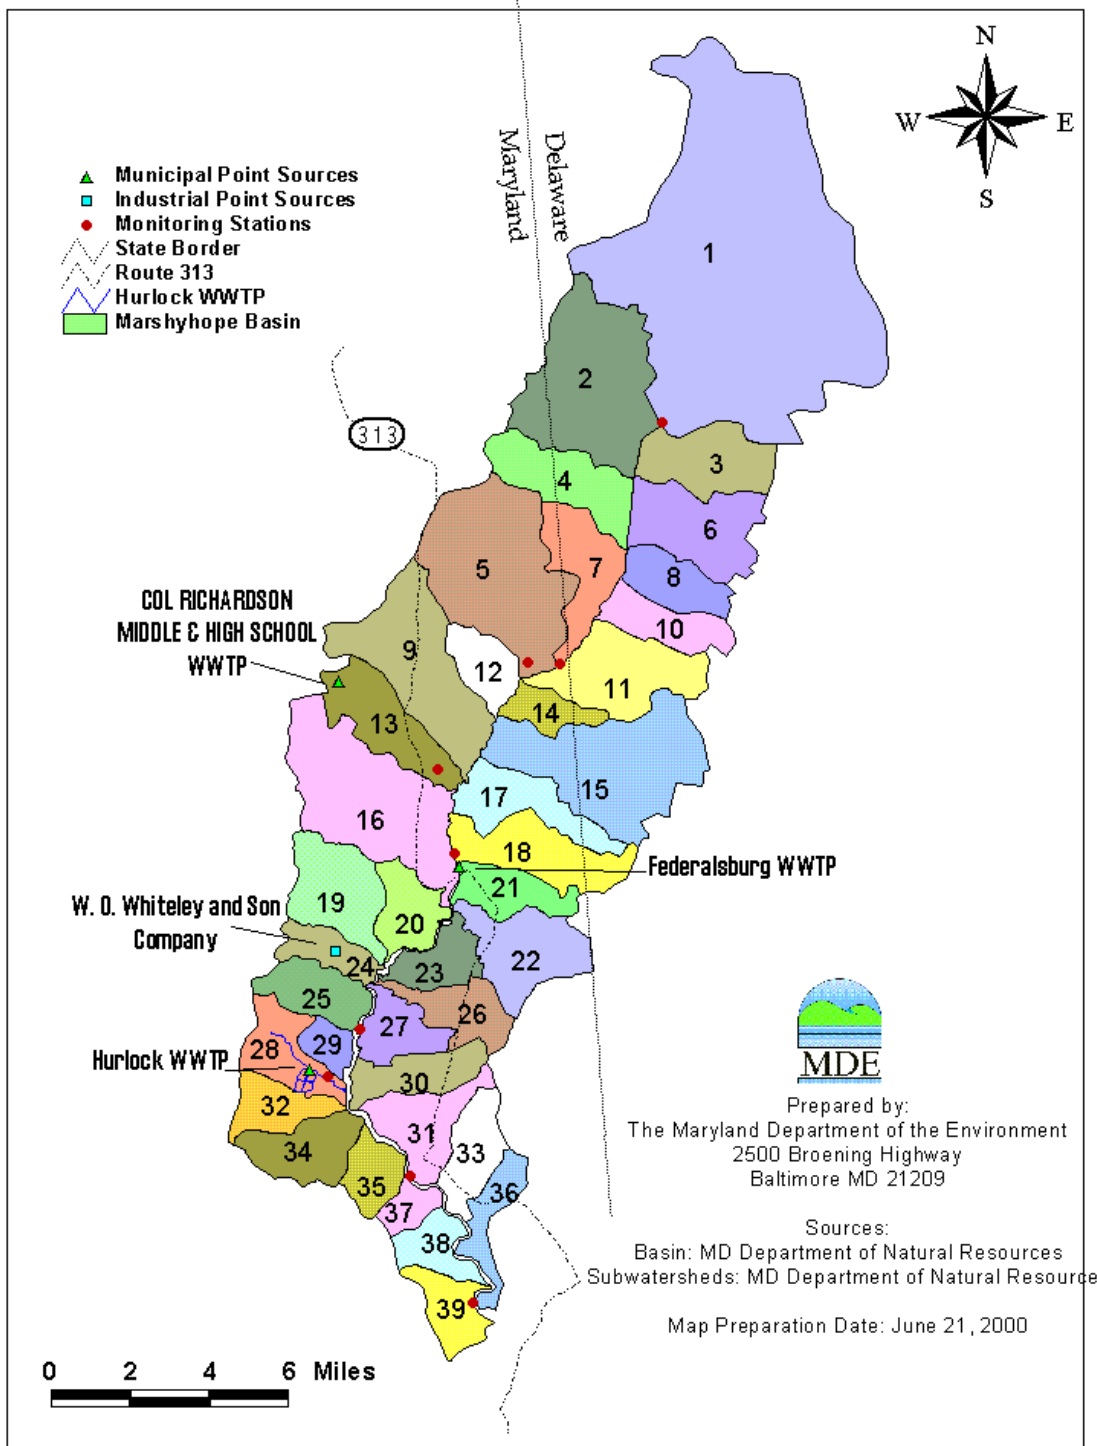 N
W
E
S
Maryland
Delaware
Municipal Point Sources
Industrial Point Sources
Monitoring Stations
State Border
Route 313
Hurlock WWTP
Marshyhope Basin
1
2
313
3
4
6
5
7
8
COL RICHARDSON
MIDDLE & HIGH SCHOOL
WWTP
10
9
12
11
14
13
15
17
16
18
Federalsburg WWTP
21
19
20
W. O. Whiteley and Son
Company
22
24
23
25
26
27
29
28
Hurlock WWTP
30
32
31
34
33
35
36
37
38
39
MDE
Prepared by:
The Maryland Department of the Environment
2500 Broening Highway
Baltimore MD 21209
Sources:
Basin: MD Department of Natural Resources
Subwatersheds: MD Department of Natural Resource
Map Preparation Date: June 21, 2000
0 2 4 6 Miles